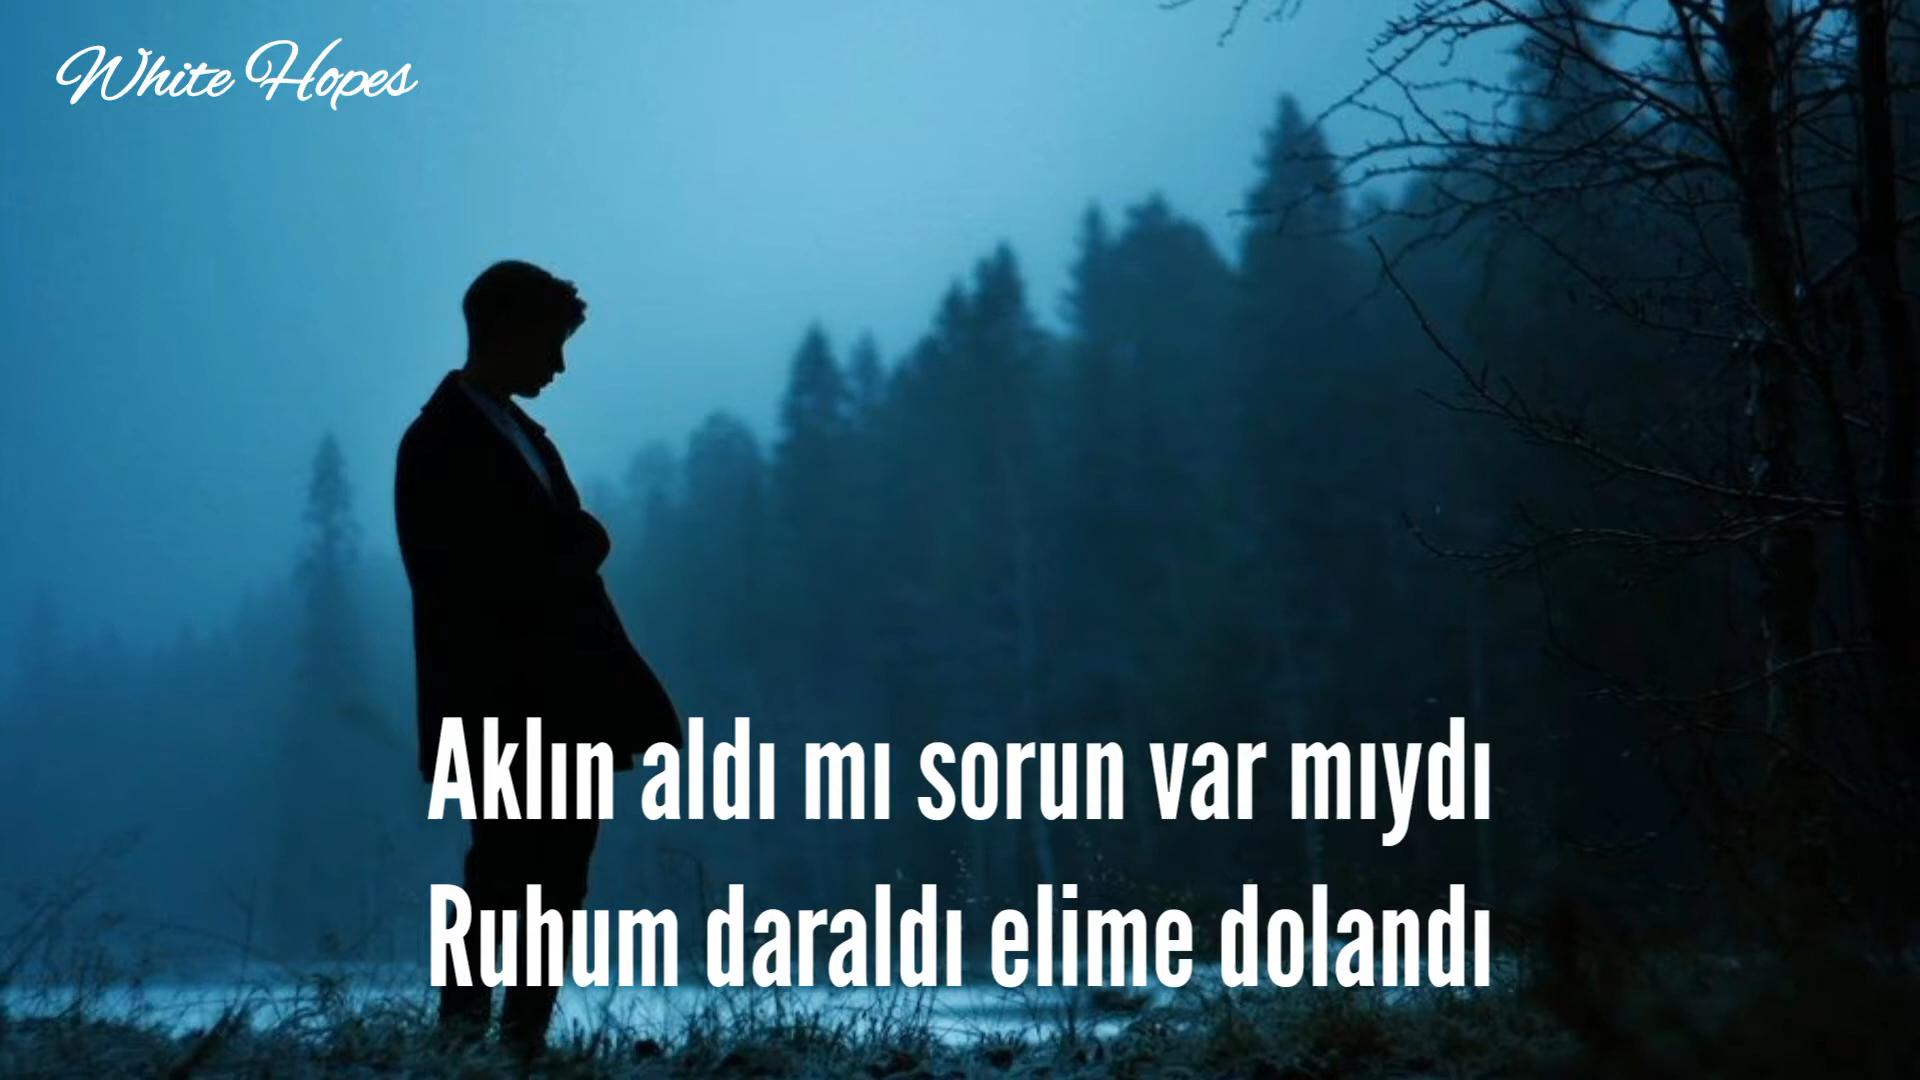 White Hopes
Aklın aldı mı sorun var mıydı
Ruhum daraldı elime dolandı